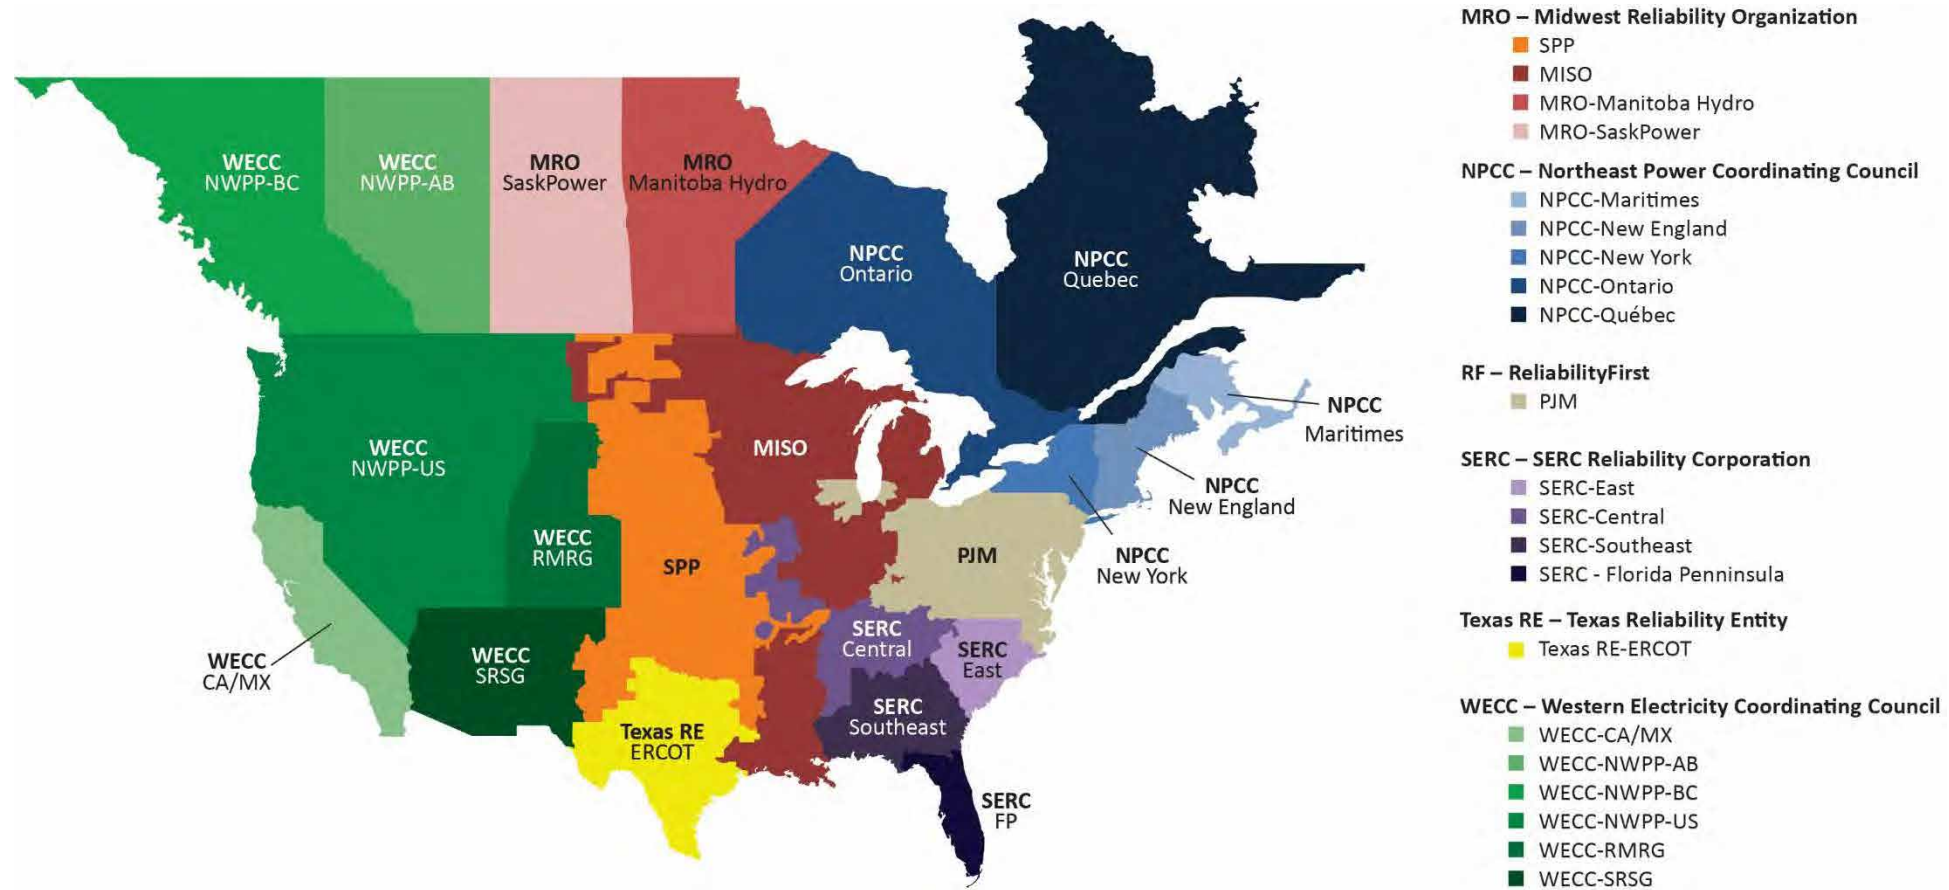 WECC
NWPP-BC
WECC
NWPP-AB
MRO
SaskPower
MRO
Manitoba Hydro
NPCC
Ontario
NPCC
Quebec
WECC
NWPP-US
MISO
NPCC
Maritimes
NPCC
New England
WECC
RMRG
SPP
PJM
NPCC
New York
WECC
CA/MX
WECC
SRSG
SERC
Central
SERC
East
SERC
Southeast
Texas RE
ERCOT
SERC
FP
MRO – Midwest Reliability Organization
SPP
MISO
MRO-Manitoba Hydro
MRO-SaskPower
NPCC – Northeast Power Coordinating Council
NPCC-Maritimes
NPCC-New England
NPCC-New York
NPCC-Ontario
NPCC-Québec
RF – ReliabilityFirst
PJM
SERC – SERC Reliability Corporation
SERC-East
SERC-Central
SERC-Southeast
SERC - Florida Penninsula
Texas RE – Texas Reliability Entity
Texas RE-ERCOT
WECC – Western Electricity Coordinating Council
WECC-CA/MX
WECC-NWPP-AB
WECC-NWPP-BC
WECC-NWPP-US
WECC-RMRG
WECC-SRSG